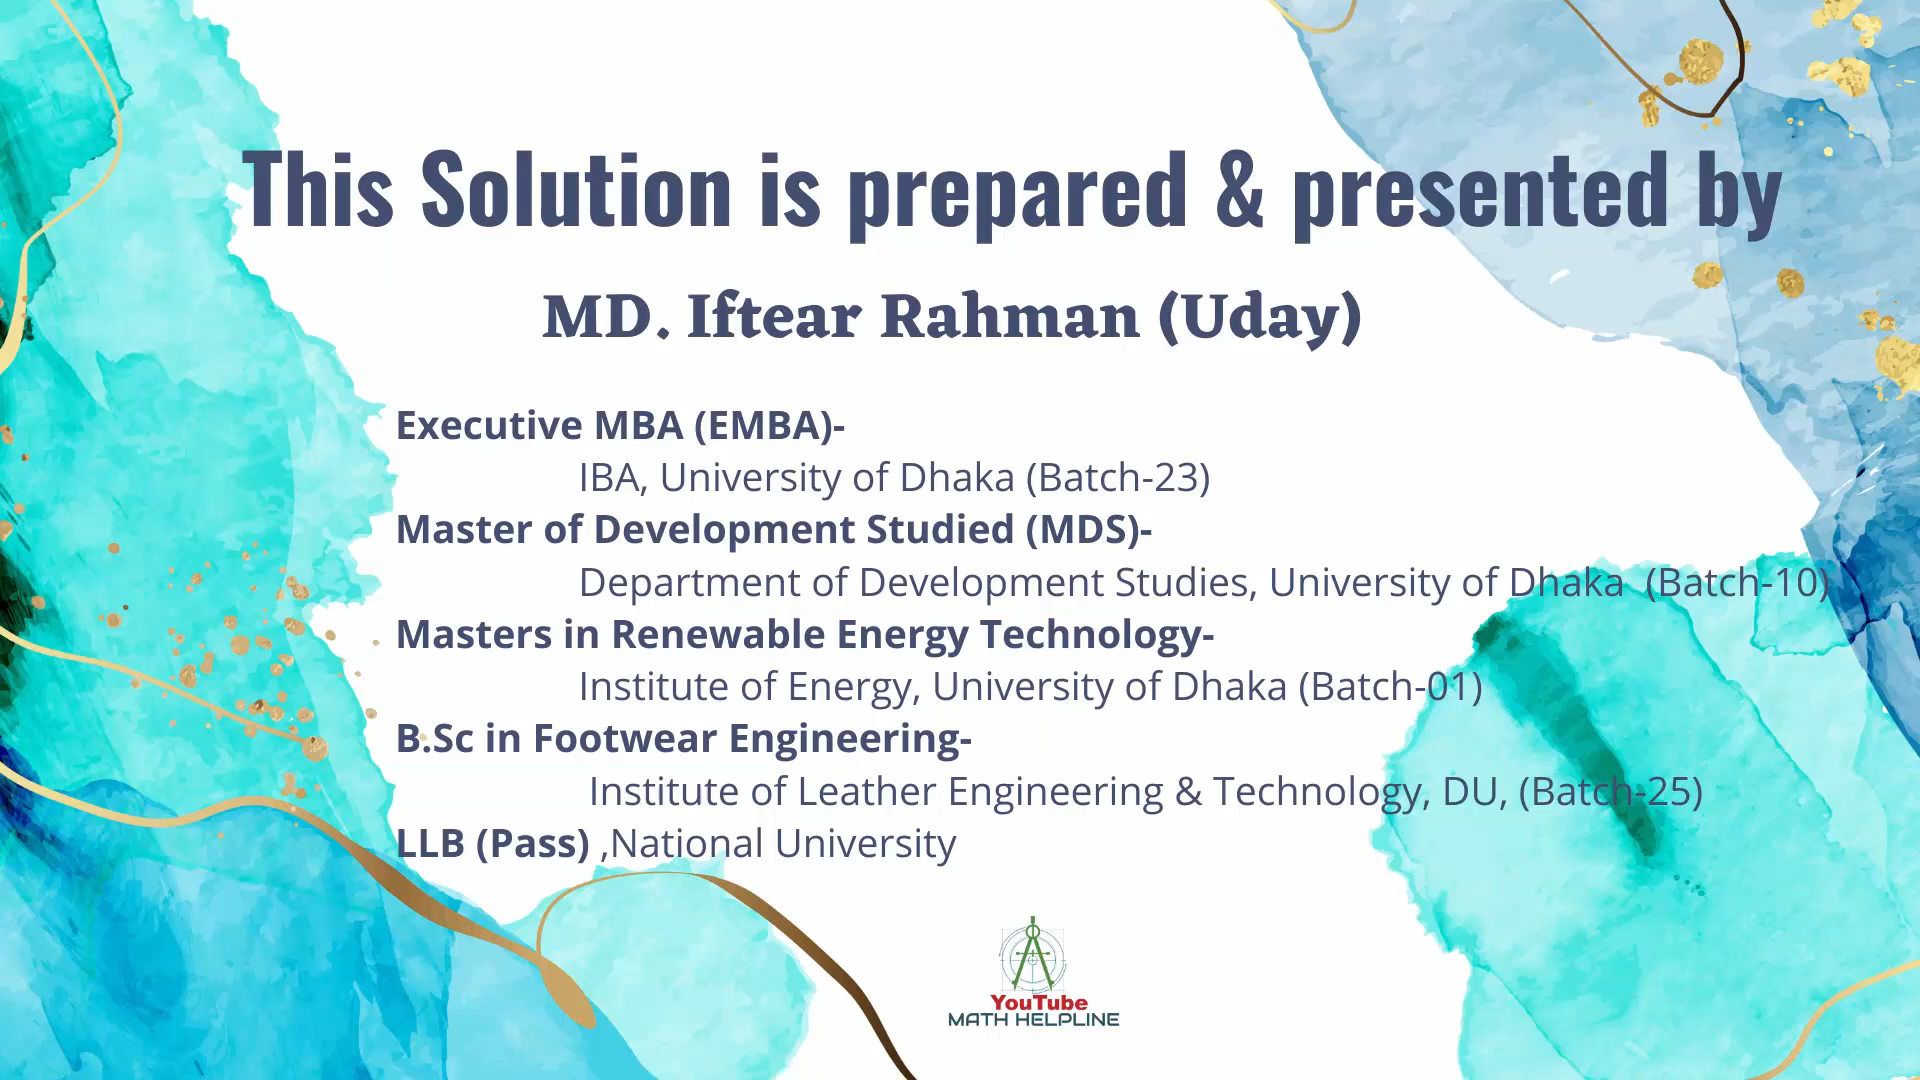 This Solution is prepared & presented by
MD. Iftear Rahman (Uday)
Executive MBA (EMBA)-
IBA, University of Dhaka (Batch-23)
Master of Development Studied (MDS)-
Department of Development Studies, University of Dhaka (Batch-10)
Masters in Renewable Energy Technology-
Institute of Energy, University of Dhaka (Batch-01)
B.Sc in Footwear Engineering-
Institute of Leather Engineering & Technology, DU, (Batch-25)
LLB (Pass) ,National University
YouTube
MATH HELPLINE